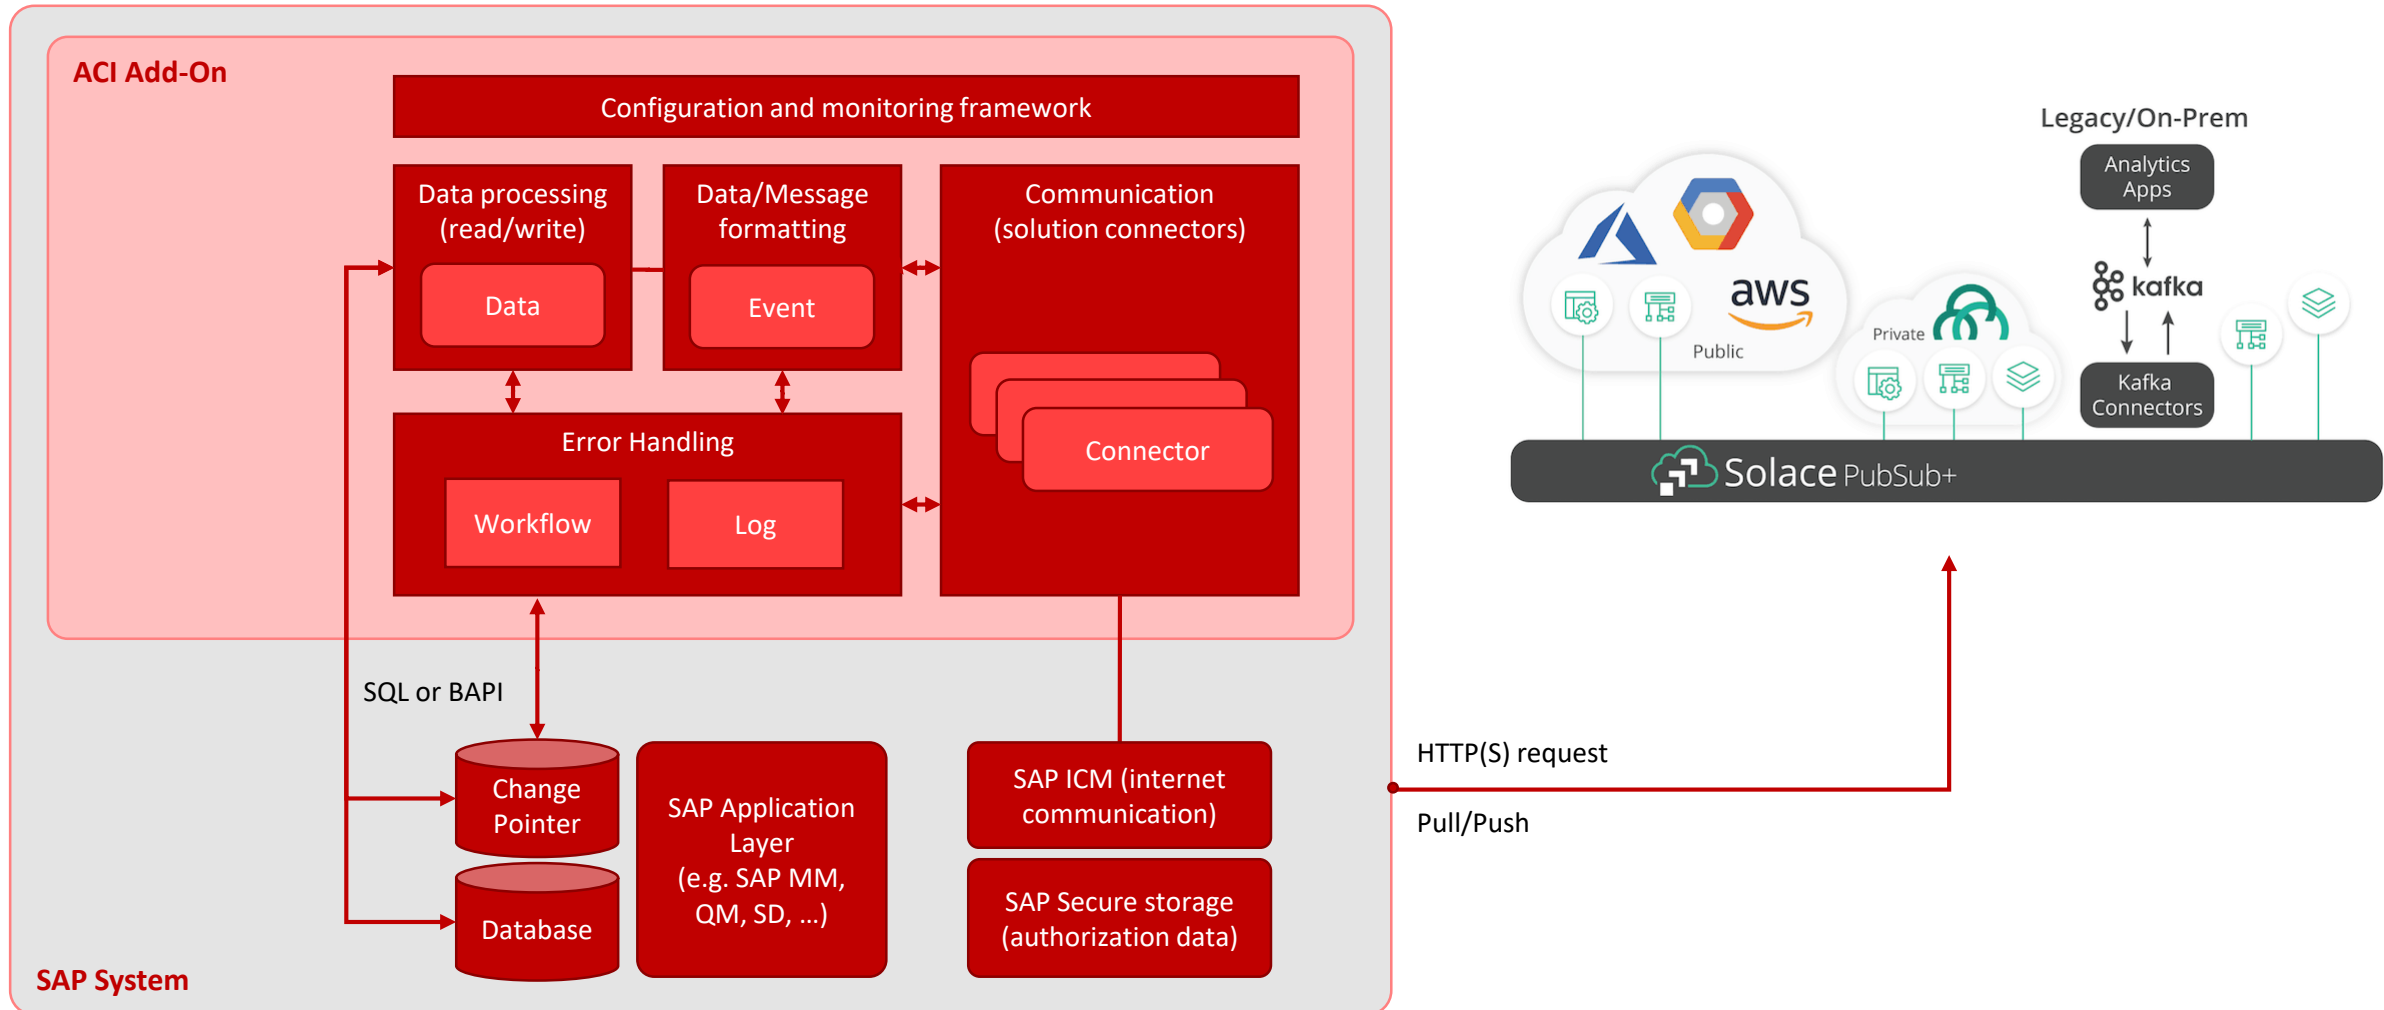 ACI Add-On
Configuration and monitoring framework
Data processing
(read/write)
Data
Data/Message
formatting
Event
Communication
(solution connectors)
Connector
Error Handling
Workflow
Log
SQL or BAPI
Change
Pointer
Database
SAP Application
Layer
(e.g. SAP MM,
QM, SD, ...)
SAP ICM (internet
communication)
SAP Secure storage
(authorization data)
SAP System
HTTP(S) request
Pull/Push
Legacy/On-Prem
Analytics
Apps
kafka
Kafka
Connectors
aws
Public
Private
Solace PubSub+